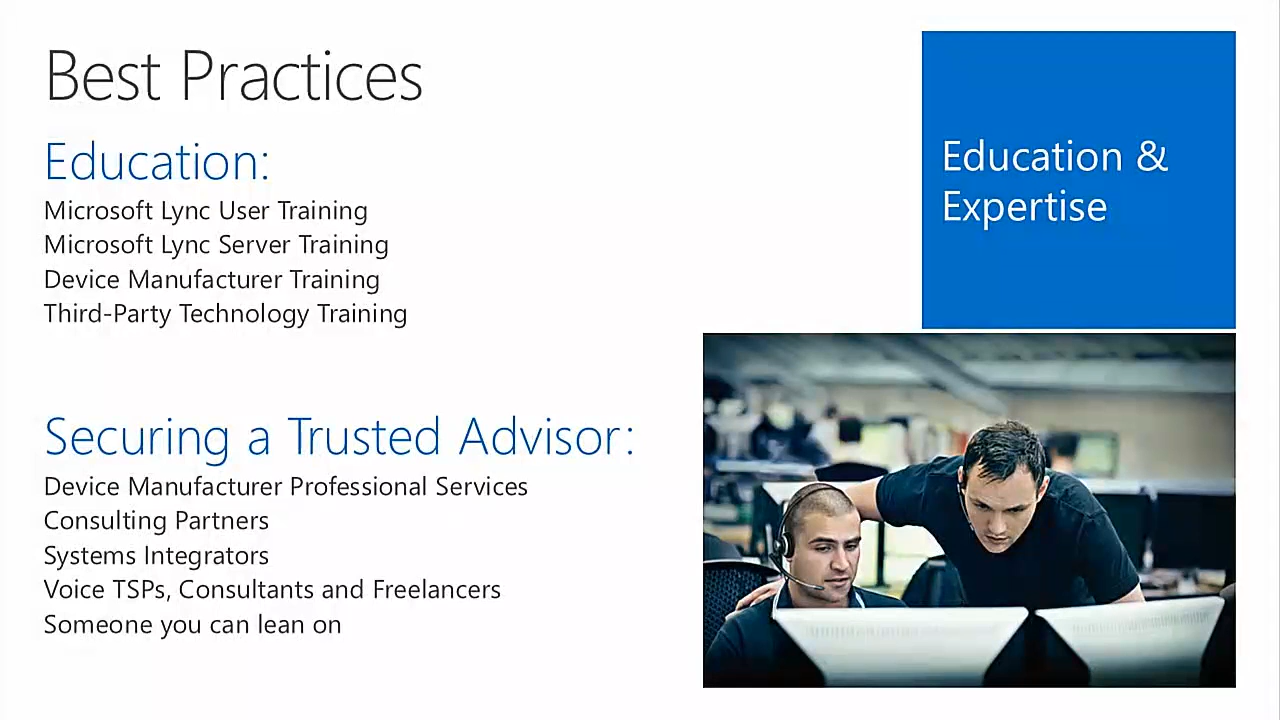 Best Practices
Education:
Microsoft Lync User Training
Microsoft Lync Server Training
Device Manufacturer Training
Third-Party Technology Training
Securing a Trusted Advisor:
Device Manufacturer Professional Services
Consulting Partners
Systems Integrators
Voice TSPs, Consultants and Freelancers
Someone you can lean on
Education &
Expertise